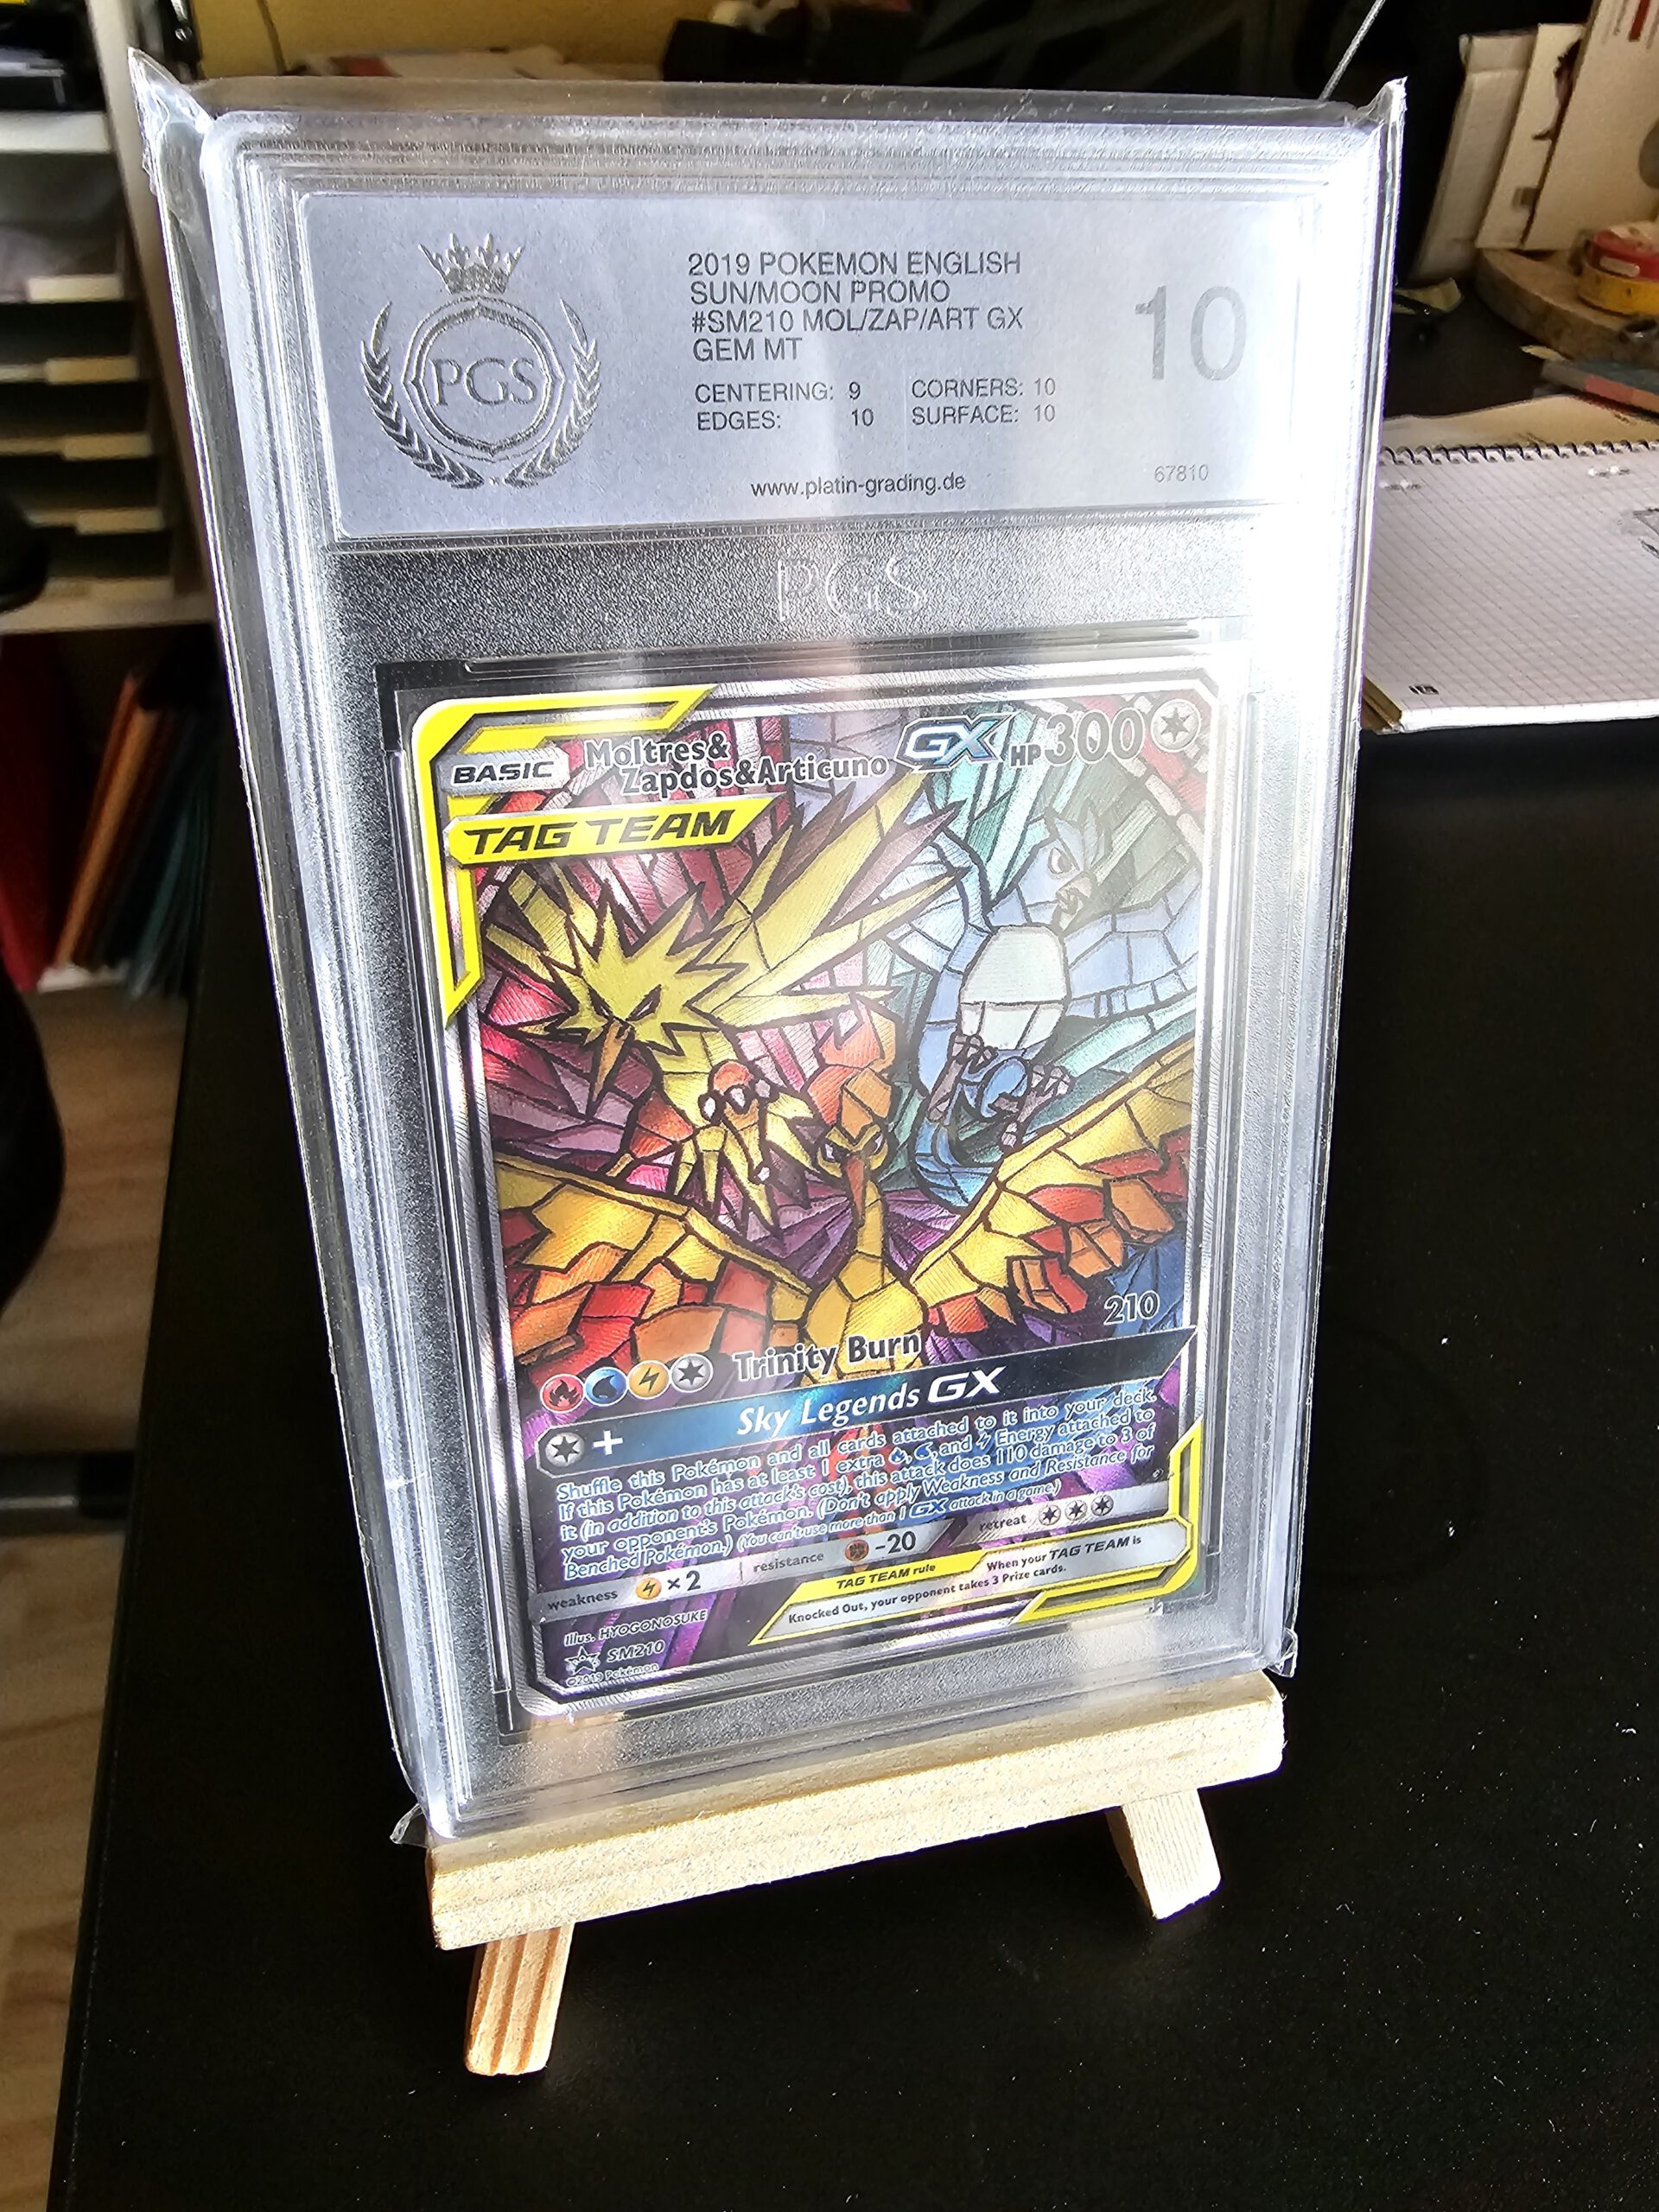 PGS
2019 POKEMON ENGLISH
SUN/MOON PROMO
#SM210 MOL/ZAP/ART GX
GEM MT
10
CENTERING: 9 CORNERS: 10
EDGES: 10 SURFACE: 10
www.platin-grading.de
67810
PGS
BASIC
Moltres&
Zapdos&Articuno GX HP 300
TAG TEAM
210
Trinity Burn
+ Sky Legends GX
Shuffle this Pokémon and all cards attached to it into your deck.
If this Pokémon has at least 1 extra , , and Energy attached to
it (in addition to this attack's cost), this attack does 110 damage to 3 of
your opponent's Pokémon. (Don't apply Weakness and Resistance for
Benched Pokémon.) (You can't use more than 1 GX attack in a game.)
weakness ×2 resistance -20 retreat
TAG TEAM rule When your TAG TEAM is
Knocked Out, your opponent takes 3 Prize cards.
Illus. HYOGONOSUKE
SM210
©2019 Pokémon